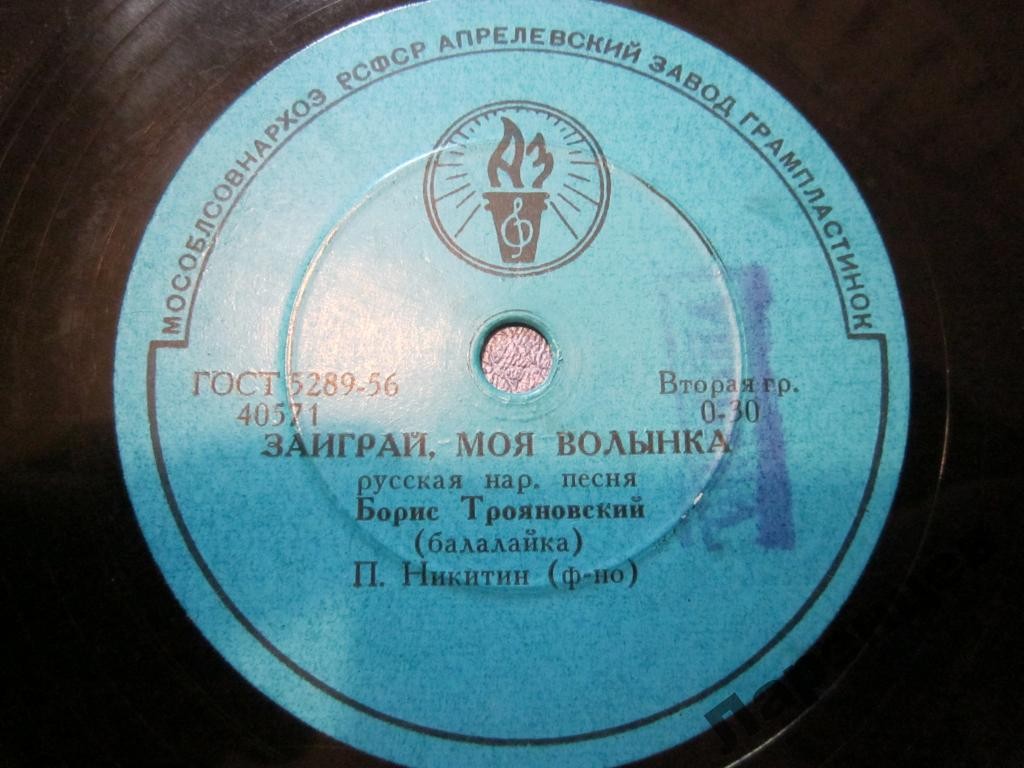 МОСОБЛСОВНАРХОЗ РСФСР АПРЕЛЕВСКИЙ ЗАВОД ГРАМПЛАСТИНОК
АЗ
ГОСТ 5289-56
40571
Вторая гр.
0-30
ЗАИГРАЙ, МОЯ ВОЛЫНКА
русская нар. песня
Борис Трояновский
(балалайка)
П. Никитин (ф-но)